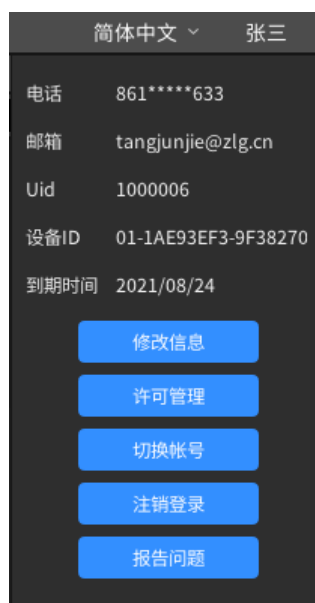 简体中文 张三
电话 861*****633
邮箱 tangjunjie@zlg.cn
Uid 1000006
设备ID 01-1AE93EF3-9F38270
到期时间 2021/08/24
修改信息
许可管理
切换帐号
注销登录
报告问题